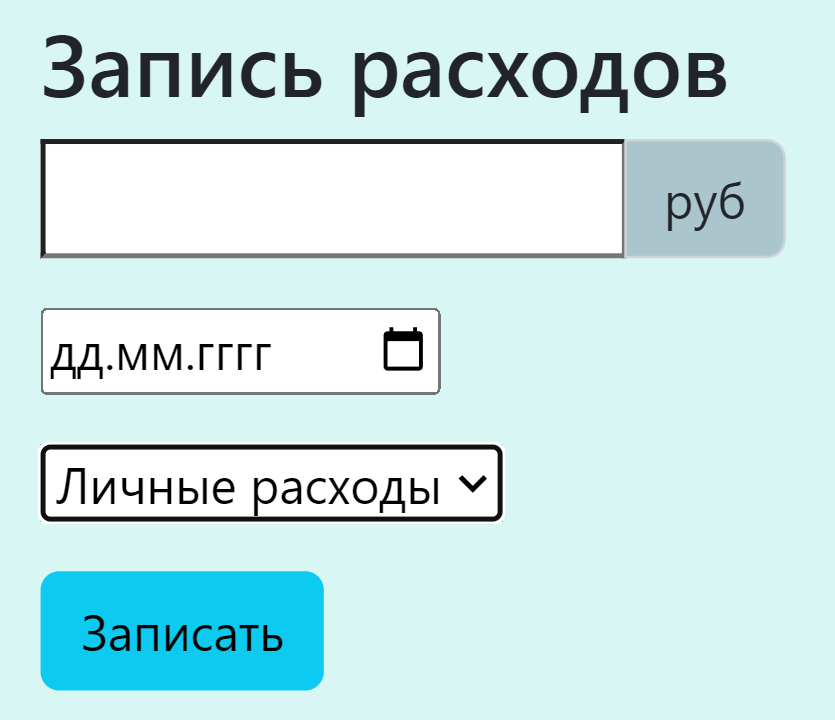 Запись расходов
руб
дд.мм.гггг
Личные расходы
Записать